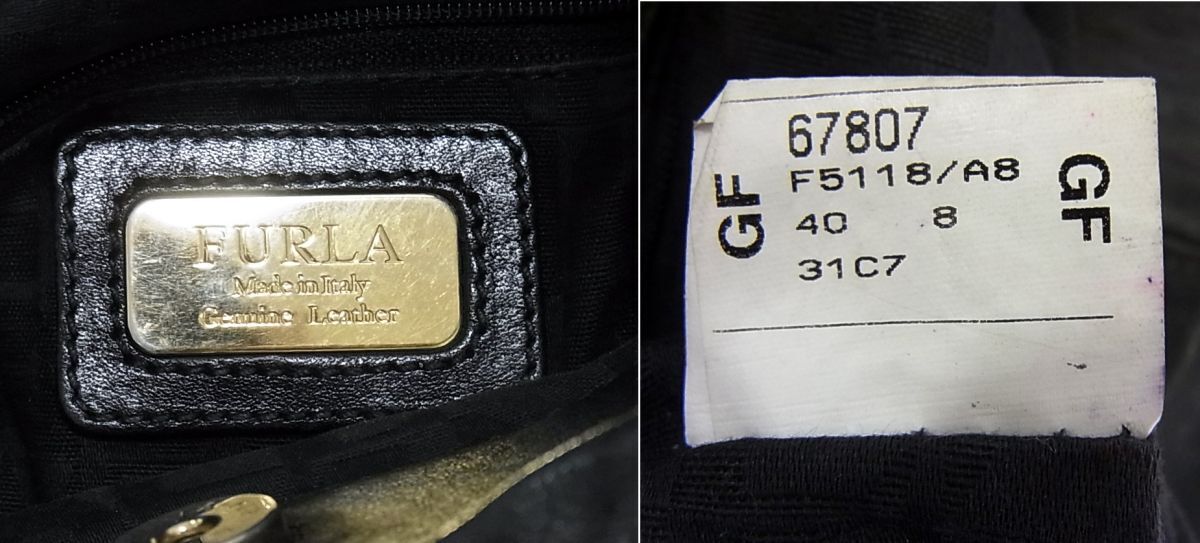 FURLA
Made in Italy
Genuine Leather
67807
F5118/A8
40 8
31C7
GF
GF